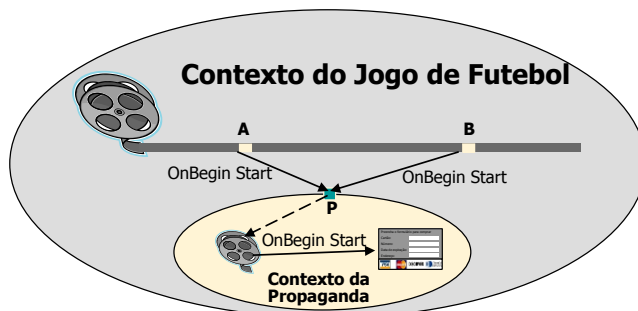 Contexto do Jogo de Futebol
A
B
OnBegin Start
OnBegin Start
P
OnBegin Start
Contexto da
Propaganda